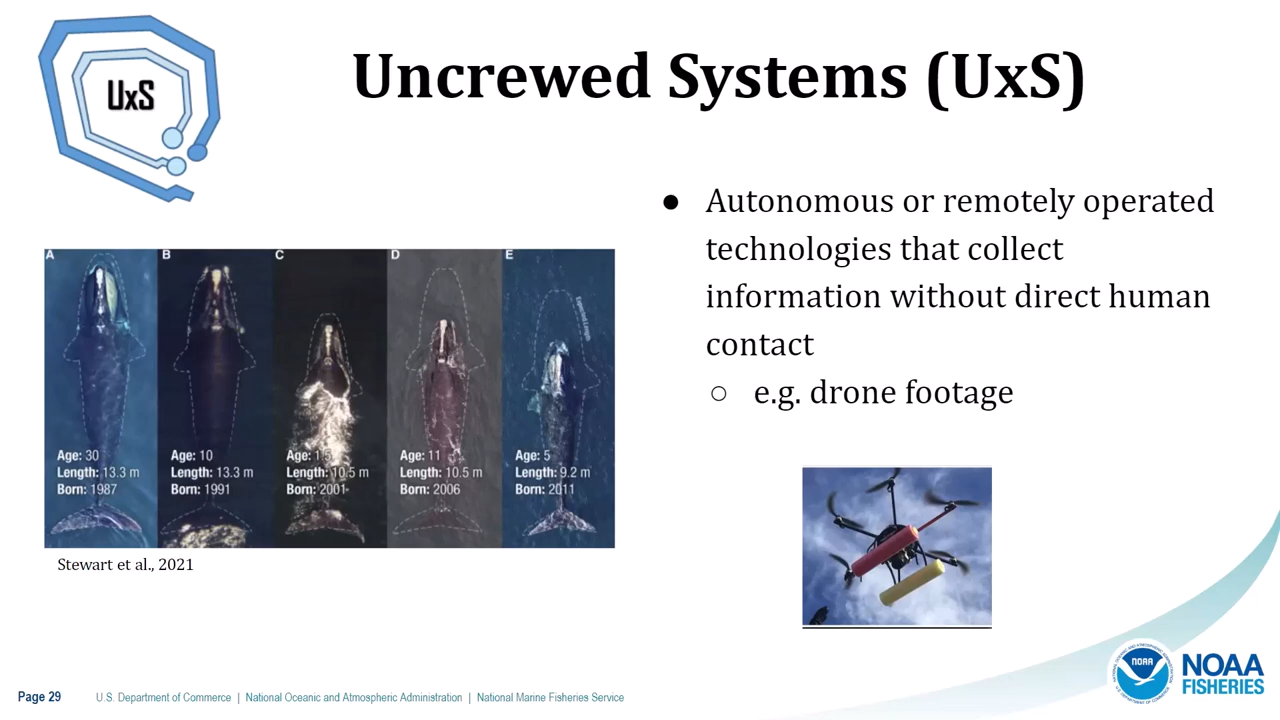 UxS
Uncrewed Systems (UxS)
● Autonomous or remotely operated
technologies that collect
information without direct human
contact
○ e.g. drone footage
A
Age: 30
Length: 13.3 m
Born: 1987
B
Age: 10
Length: 13.3 m
Born: 1991
C
Age:
Length: 10.5 m
Born: 2001
D
Age: 11
Length: 10.5 m
Born: 2006
E
Age: 5
Length: 9.2 m
Born: 2011
Stewart et al., 2021
Page 29
U.S. Department of Commerce | National Oceanic and Atmospheric Administration | National Marine Fisheries Service
NOAA
NOAA
FISHERIES